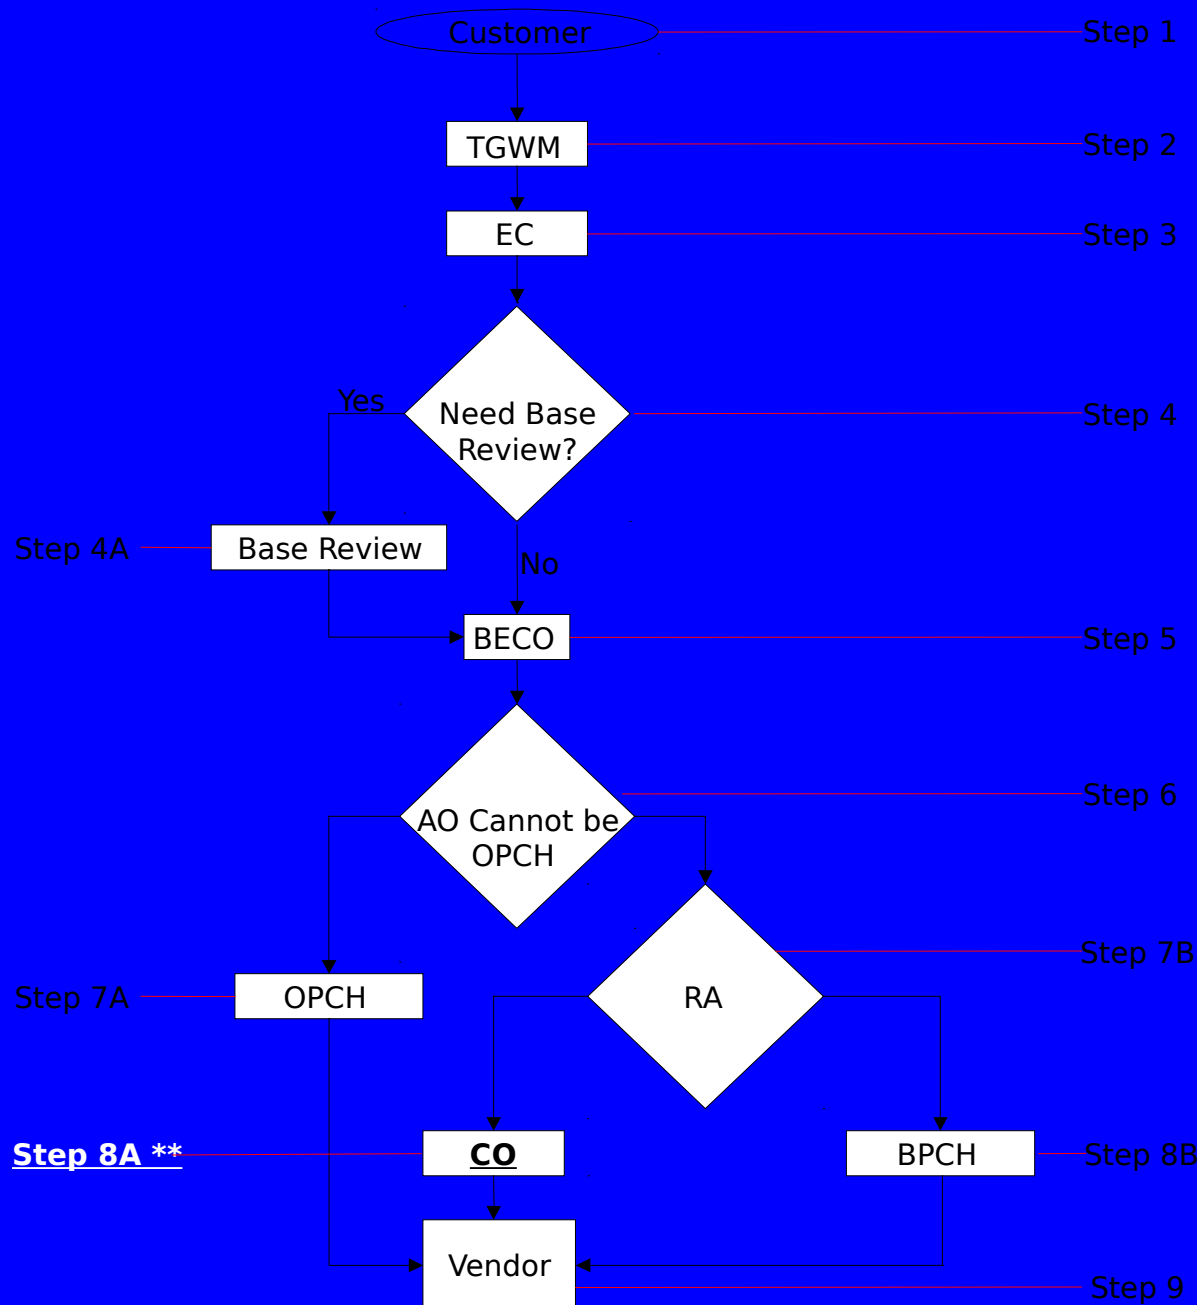 Customer
Step 1
TGWM
Step 2
EC
Step 3
Yes
Need Base
Review?
Step 4
Step 4A
Base Review
No
BECO
Step 5
Step 6
AO Cannot be
OPCH
Step 7B
Step 7A
OPCH
RA
Step 8A **
CO
BPCH
Step 8B
Vendor
Step 9